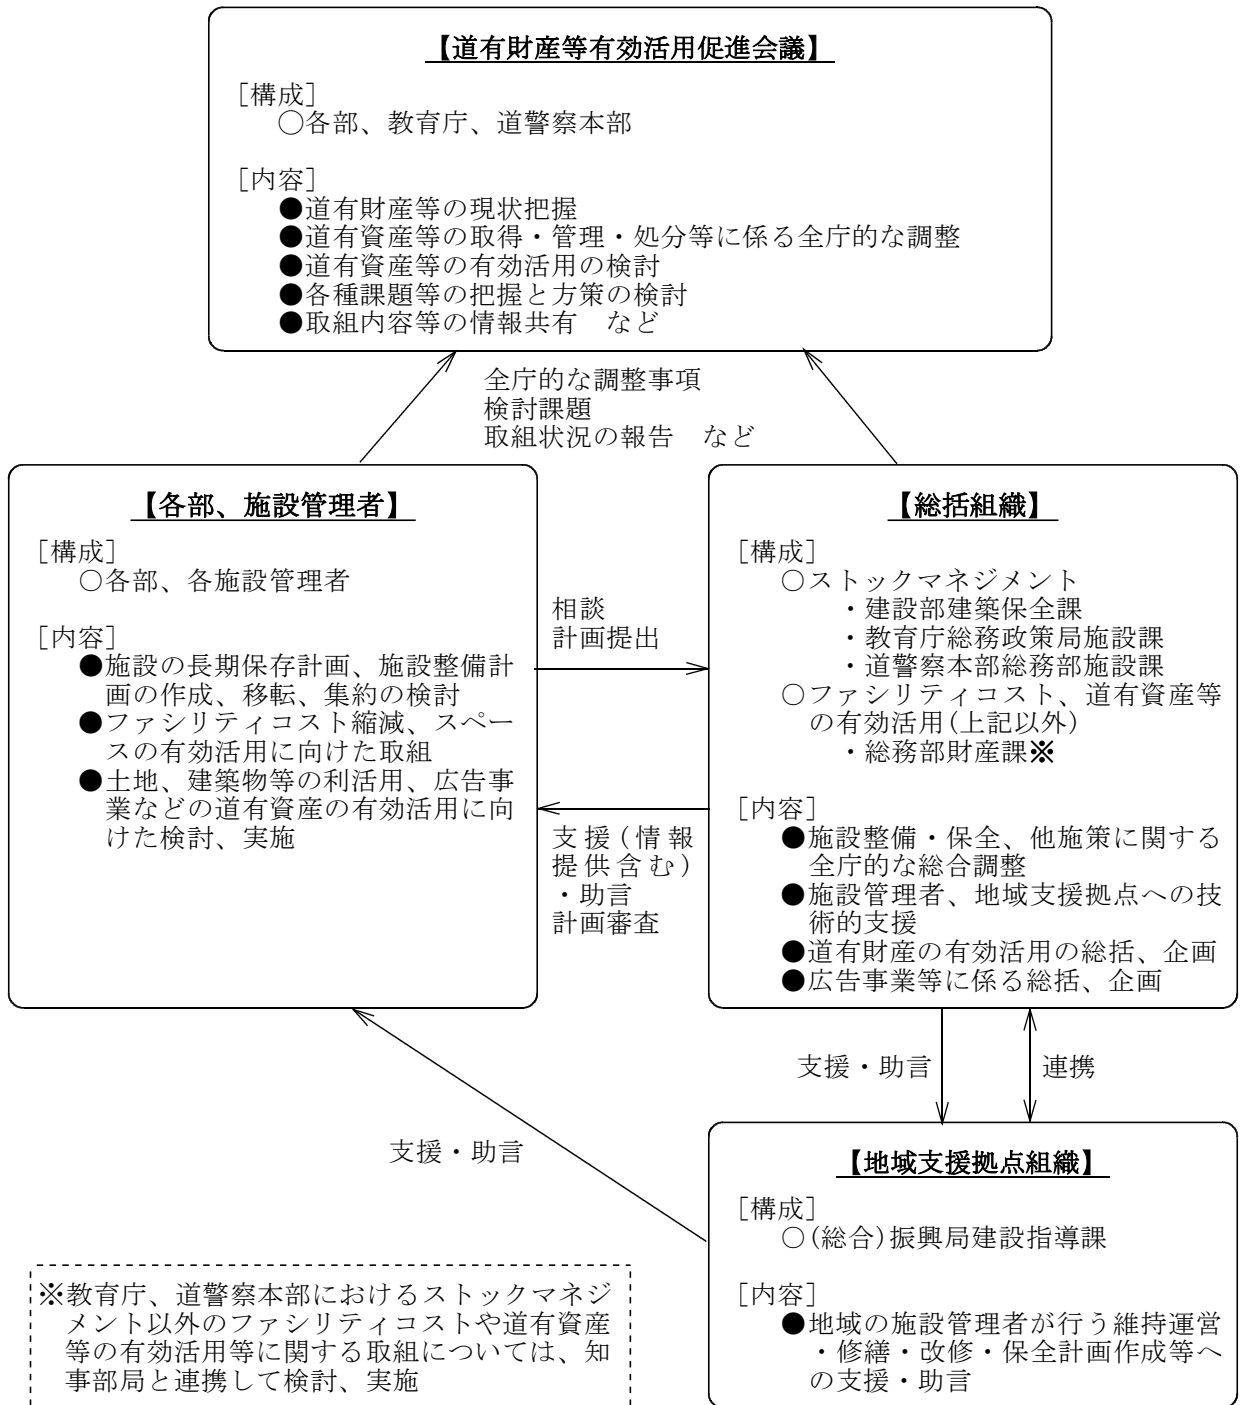 【道有財産等有効活用促進会議】
[構成]
○各部、教育庁、道警察本部
[内容]
●道有財産等の現状把握
●道有資産等の取得・管理・処分等に係る全庁的な調整
●道有資産等の有効活用の検討
●各種課題等の把握と方策の検討
●取組内容等の情報共有　など
全庁的な調整事項
検討課題
取組状況の報告　など
【各部、施設管理者】
[構成]
○各部、各施設管理者
[内容]
●施設の長期保存計画、施設整備計
画の作成、移転、集約の検討
●ファシリティコスト縮減、スペー
スの有効活用に向けた取組
●土地、建築物等の利活用、広告事
業などの道有資産の有効活用に向
けた検討、実施
相談
計画提出
支援(情報
提供含む)
・助言
計画審査
【総括組織】
[構成]
○ストックマネジメント
・建設部建築保全課
・教育庁総務政策局施設課
・道警察本部総務部施設課
○ファシリティコスト、道有資産等
の有効活用(上記以外)
・総務部財産課※
[内容]
●施設整備・保全、他施策に関する
全庁的な総合調整
●施設管理者、地域支援拠点への技
術的支援
●道有財産の有効活用の総括、企画
●広告事業等に係る総括、企画
支援・助言
連携
支援・助言
【地域支援拠点組織】
[構成]
○(総合)振興局建設指導課
[内容]
●地域の施設管理者が行う維持運営
・修繕・改修・保全計画作成等へ
の支援・助言
※教育庁、道警察本部におけるストックマネジ
メント以外のファシリティコストや道有資産
等の有効活用等に関する取組については、知
事部局と連携して検討、実施